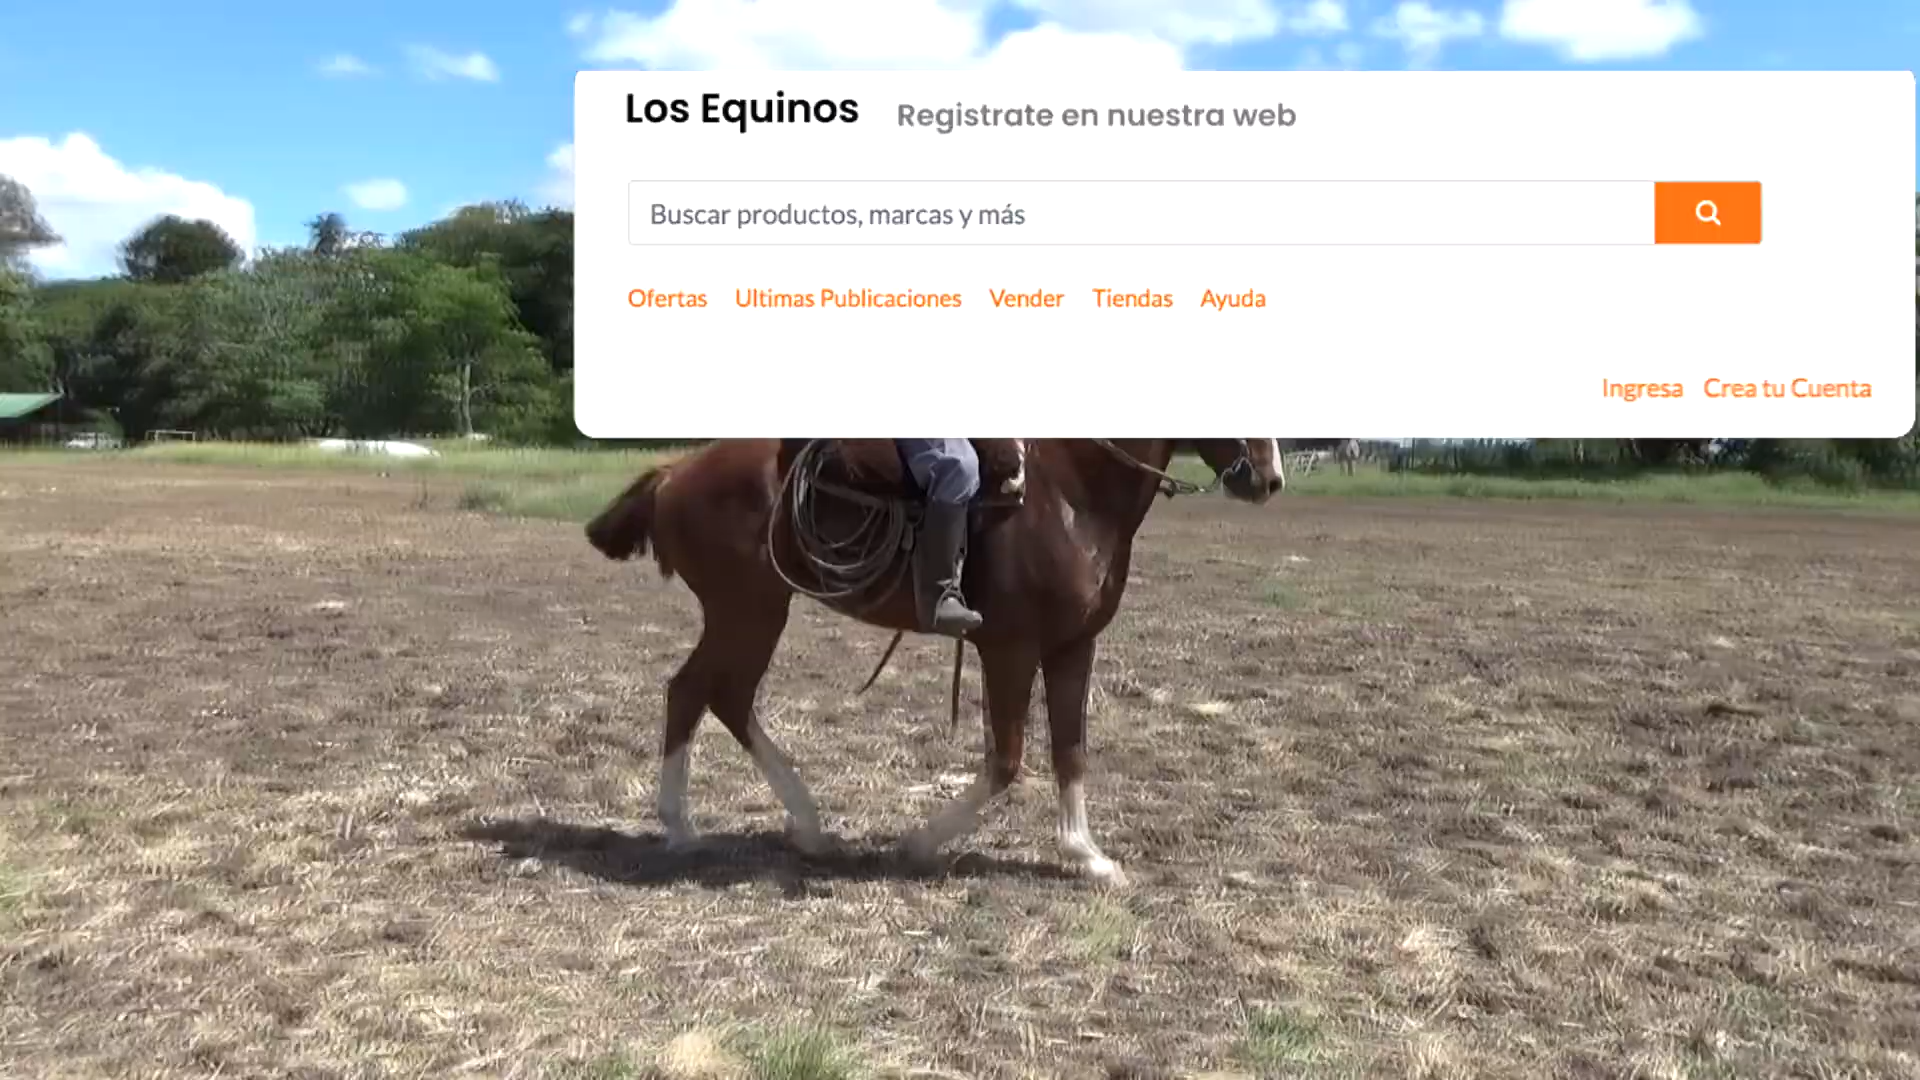 Los Equinos Registrate en nuestra web
Buscar productos, marcas y más
Ofertas Ultimas Publicaciones Vender Tiendas Ayuda
Ingresa Crea tu Cuenta